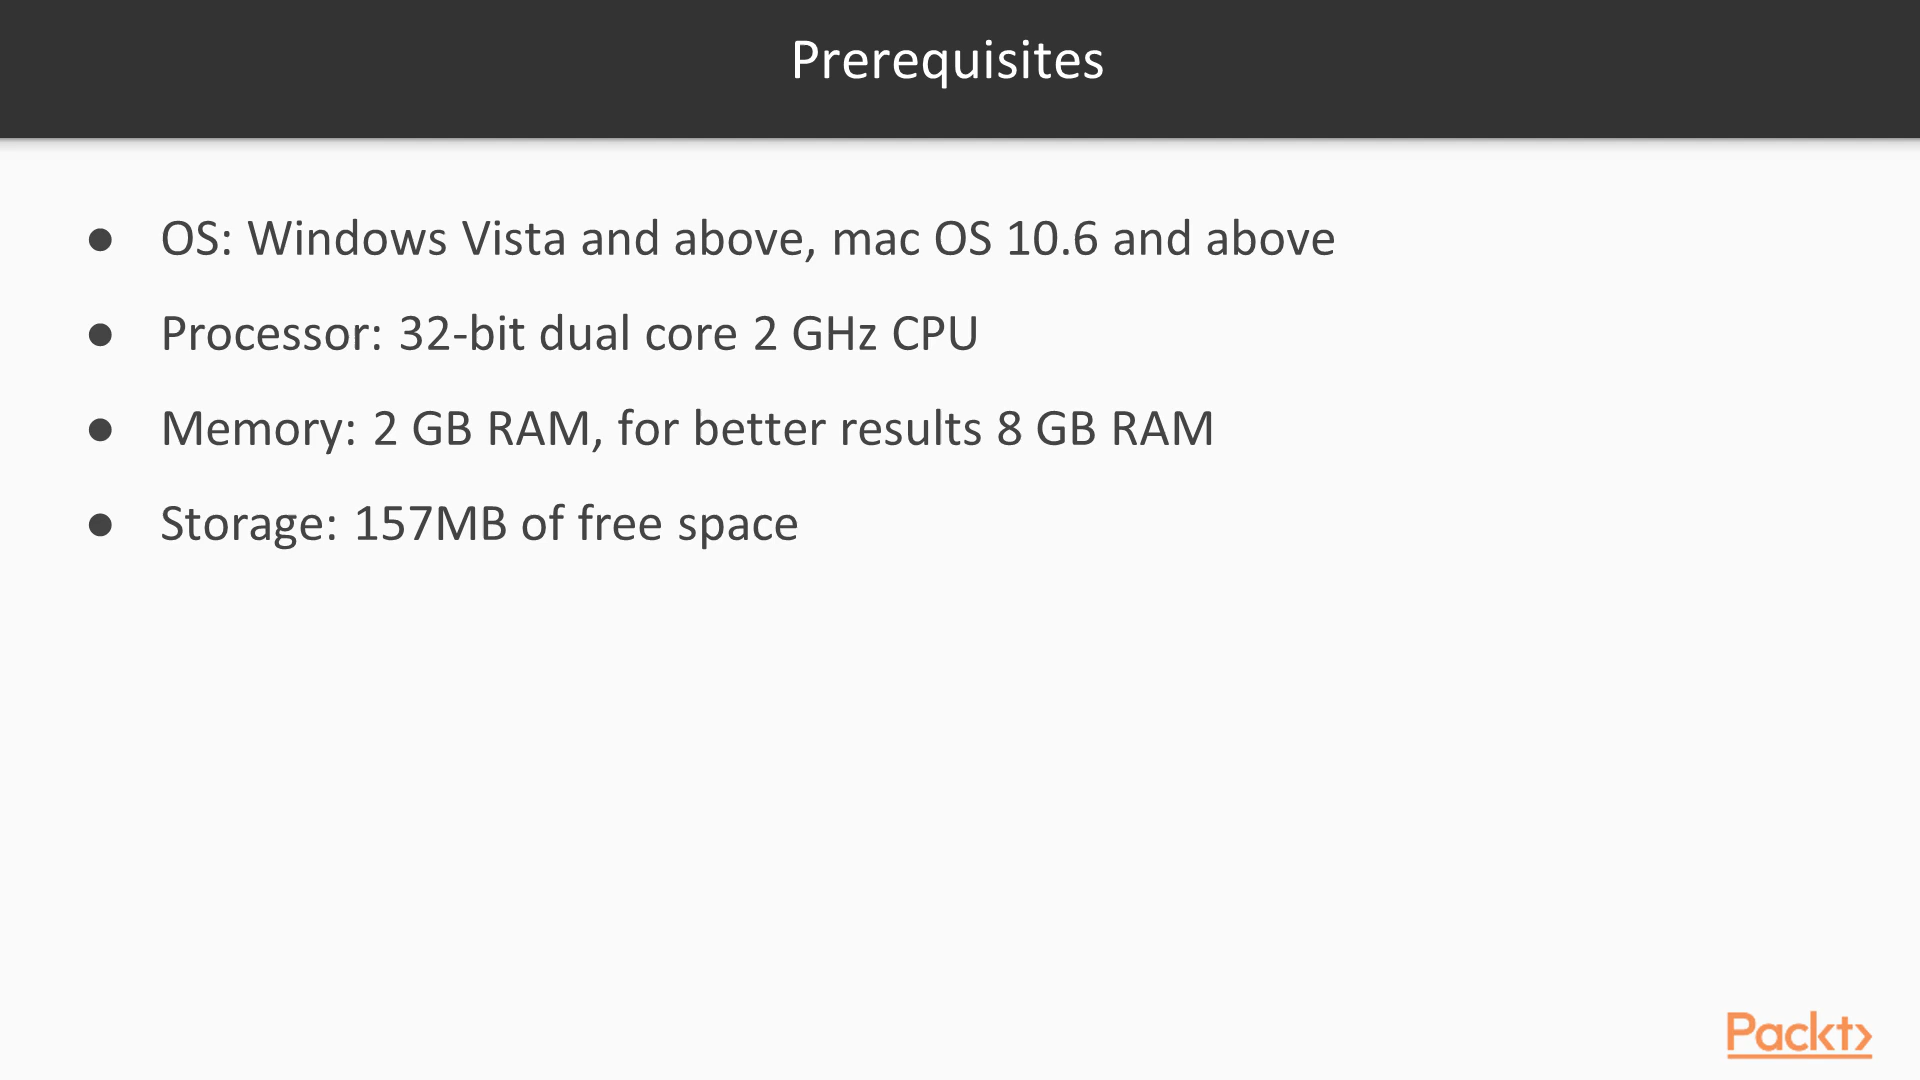 Prerequisites
● OS: Windows Vista and above, mac OS 10.6 and above
● Processor: 32-bit dual core 2 GHz CPU
● Memory: 2 GB RAM, for better results 8 GB RAM
● Storage: 157MB of free space
Packt>